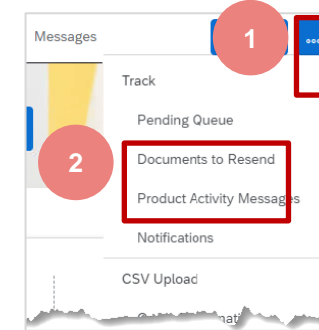 Messages
1
Track
Pending Queue
2
Documents to Resend
Product Activity Messages
Notifications
CSV Upload